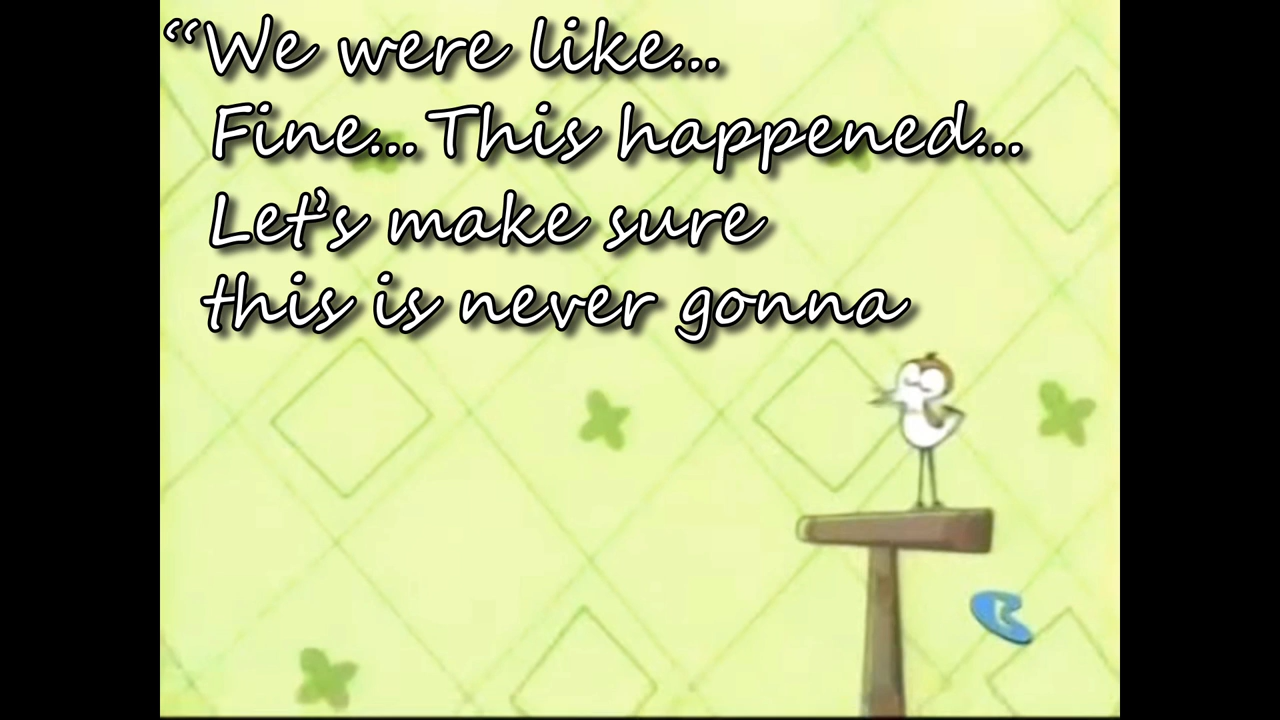 “We were like...
Fine... This happened...
Let's make sure
this is never gonna